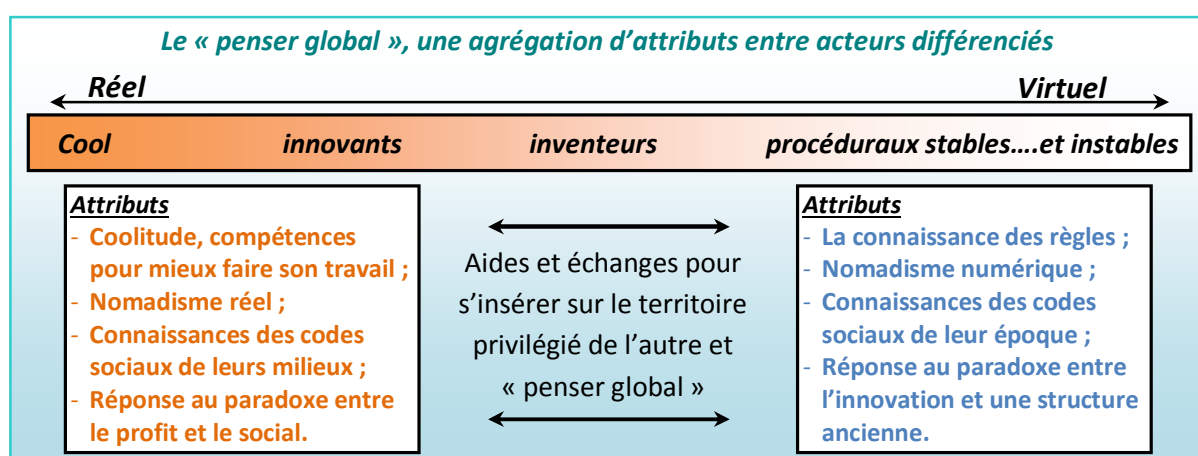 Le « penser global », une agrégation d’attributs entre acteurs différenciés
Réel Virtuel
Cool innovants inventeurs procéduraux stables….et instables
Attributs
- Coolitude, compétences
pour mieux faire son travail ;
- Nomadisme réel ;
- Connaissances des codes
sociaux de leurs milieux ;
- Réponse au paradoxe entre
le profit et le social.
Aides et échanges pour
s’insérer sur le territoire
privilégié de l’autre et
« penser global »
Attributs
- La connaissance des règles ;
- Nomadisme numérique ;
- Connaissances des codes
sociaux de leur époque ;
- Réponse au paradoxe entre
l’innovation et une structure
ancienne.